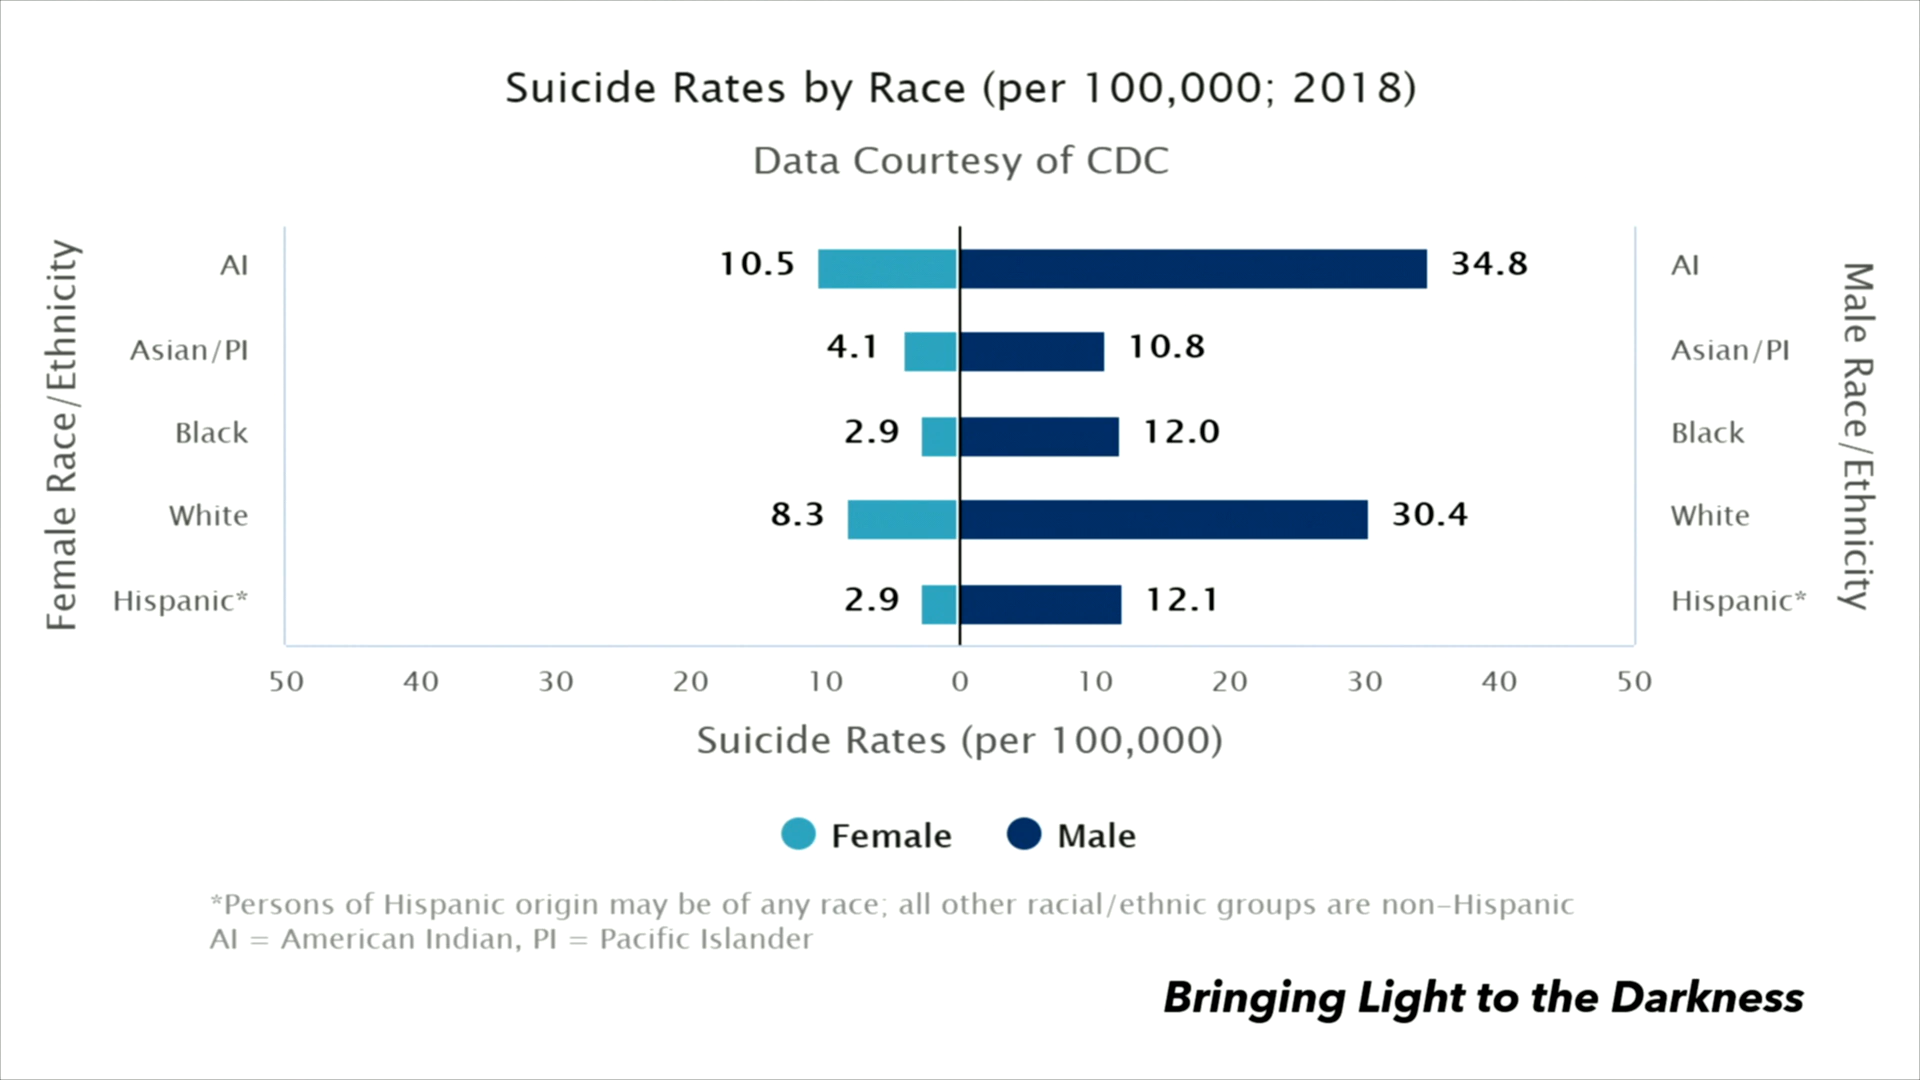 Suicide Rates by Race (per 100,000; 2018)
Data Courtesy of CDC
Female Race/Ethnicity
Male Race/Ethnicity
AI 10.5 34.8 AI
Asian/PI 4.1 10.8 Asian/PI
Black 2.9 12.0 Black
White 8.3 30.4 White
Hispanic* 2.9 12.1 Hispanic*
50 40 30 20 10 0 10 20 30 40 50
Suicide Rates (per 100,000)
Female Male
*Persons of Hispanic origin may be of any race; all other racial/ethnic groups are non-Hispanic
AI = American Indian, PI = Pacific Islander
Bringing Light to the Darkness